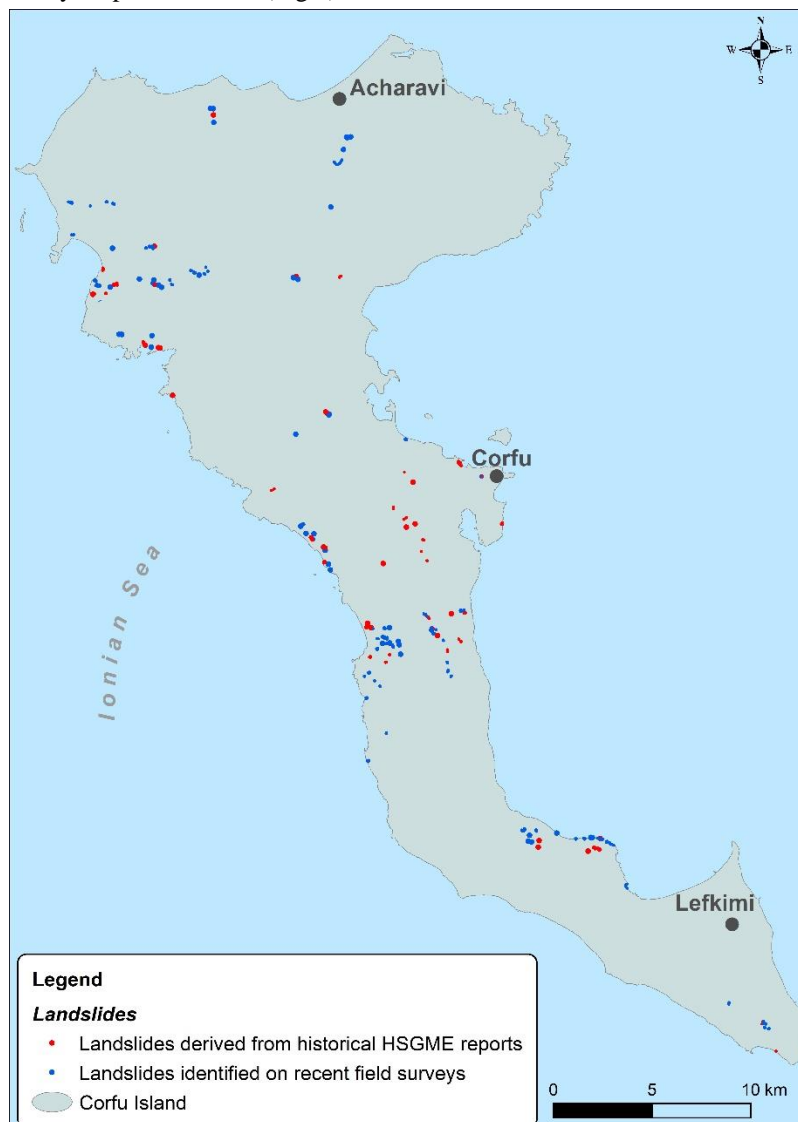 N
W E
S
Acharavi
Corfu
Ionian Sea
Lefkimi
Legend
Landslides
Landslides derived from historical HSGME reports
Landslides identified on recent field surveys
Corfu Island
0 5 10 km